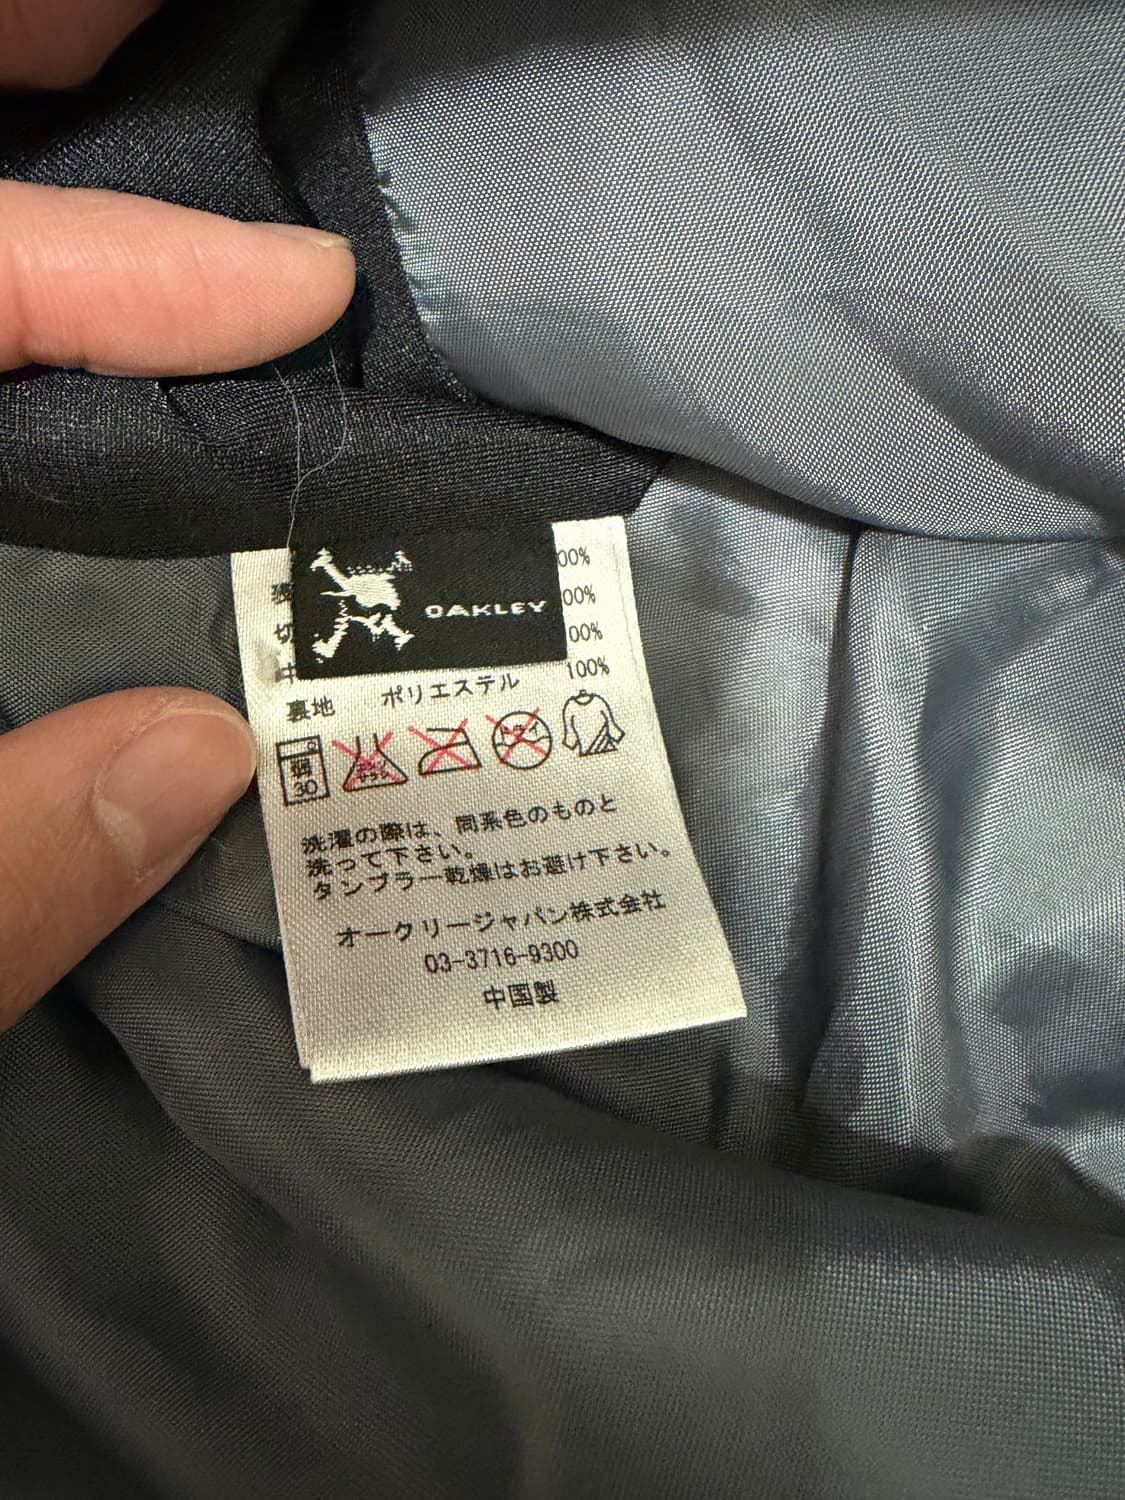 OAKLEY
00%
切 00%
00%
裏地 ポリエステル 100%
弱
30
洗濯の際は、同系色のものと
洗って下さい。
タンブラー乾燥はお避け下さい。
オークリージャパン株式会社
03-3716-9300
中国製